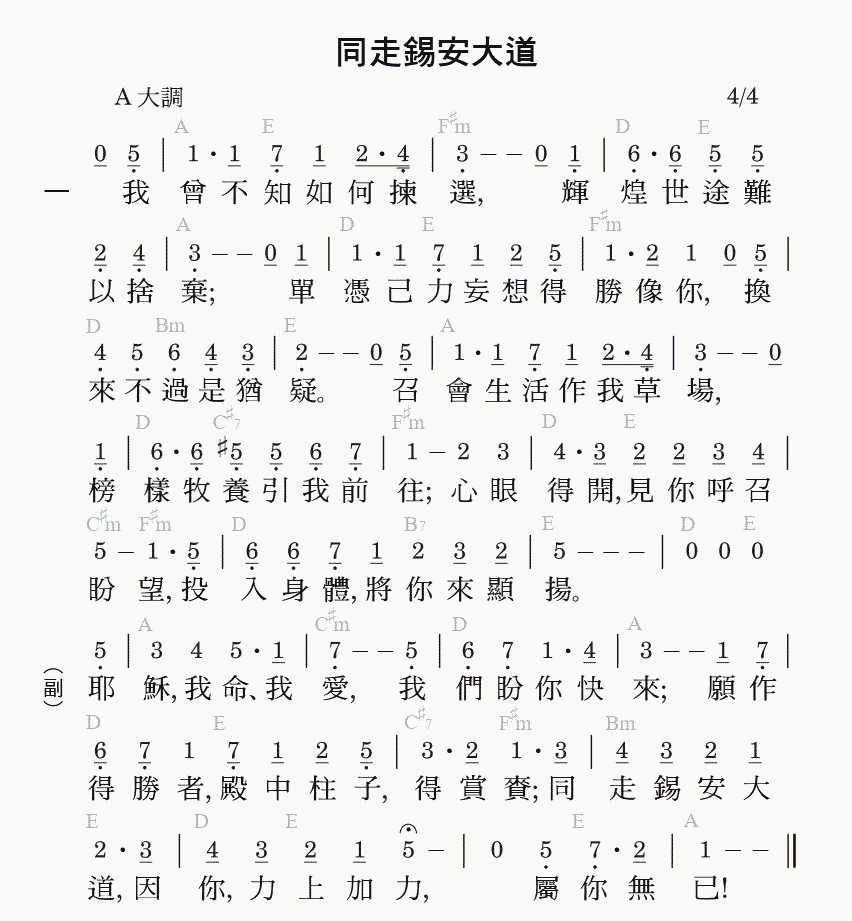 同走錫安大道
A 大調 4/4
A E F♯m D E
0 5 | 1 · 1 7 1 2 · 4 | 3 – – 0 1 | 6 · 6 5 5
一 我 曾 不 知 如 何 揀 選, 輝 煌 世 途 難
A D E F♯m
2 4 | 3 – – 0 1 | 1 · 1 7 1 2 5 | 1 · 2 1 0 5 |
以 捨 棄; 單 憑 己 力 妄 想 得 勝 像 你, 換
D Bm E A
4 5 6 4 3 | 2 – – 0 5 | 1 · 1 7 1 2 · 4 | 3 – – 0
來 不 過 是 猶 疑。 召 會 生 活 作 我 草 場,
D C♯7 F♯m D E
1 | 6 · 6 ♯5 5 6 7 | 1 – 2 3 | 4 · 3 2 2 3 4 |
榜 樣 牧 養 引 我 前 往; 心 眼 得 開, 見 你 呼 召
C♯m F♯m D B7 E D E
5 – 1 · 5 | 6 6 7 1 2 3 2 | 5 – – – | 0 0 0
盼 望, 投 入 身 體, 將 你 來 顯 揚。
A C♯m D A
5 | 3 4 5 · 1 | 7 – – 5 | 6 7 1 · 4 | 3 – – 1 7 |
(副) 耶 穌, 我 命、我 愛, 我 們 盼 你 快 來; 願 作
D E C♯7 F♯m Bm
6 7 1 7 1 2 5 | 3 · 2 1 · 3 | 4 3 2 1
得 勝 者, 殿 中 柱 子, 得 賞 賚; 同 走 錫 安 大
E D E E A
2 · 3 | 4 3 2 1 5 – | 0 5 7 · 2 | 1 – – ‖
道, 因 你, 力 上 加 力, 屬 你 無 已!